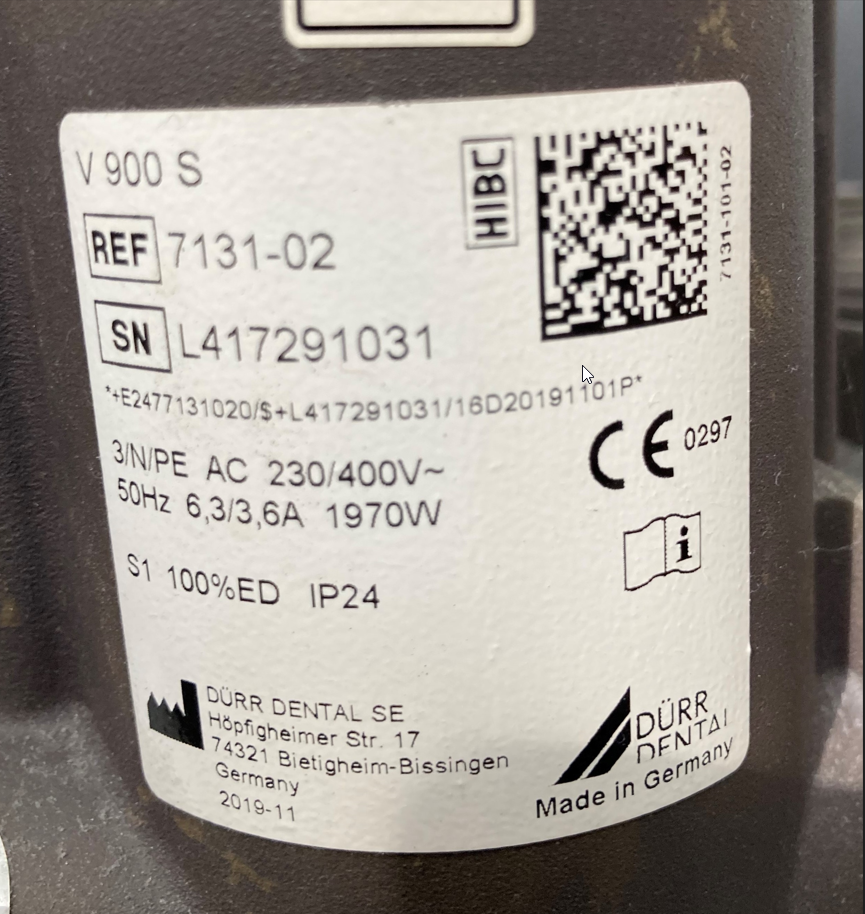 V 900 S
HIBC
7131-101-02
REF 7131-02
SN L417291031
*+E2477131020/$+L417291031/16D20191101P*
3/N/PE AC 230/400V~
50Hz 6,3/3,6A 1970W
CE 0297
i
S1 100%ED IP24
DÜRR DENTAL SE
Höpfigheimer Str. 17
74321 Bietigheim-Bissingen
Germany
2019-11
DÜRR
DENTAL
Made in Germany